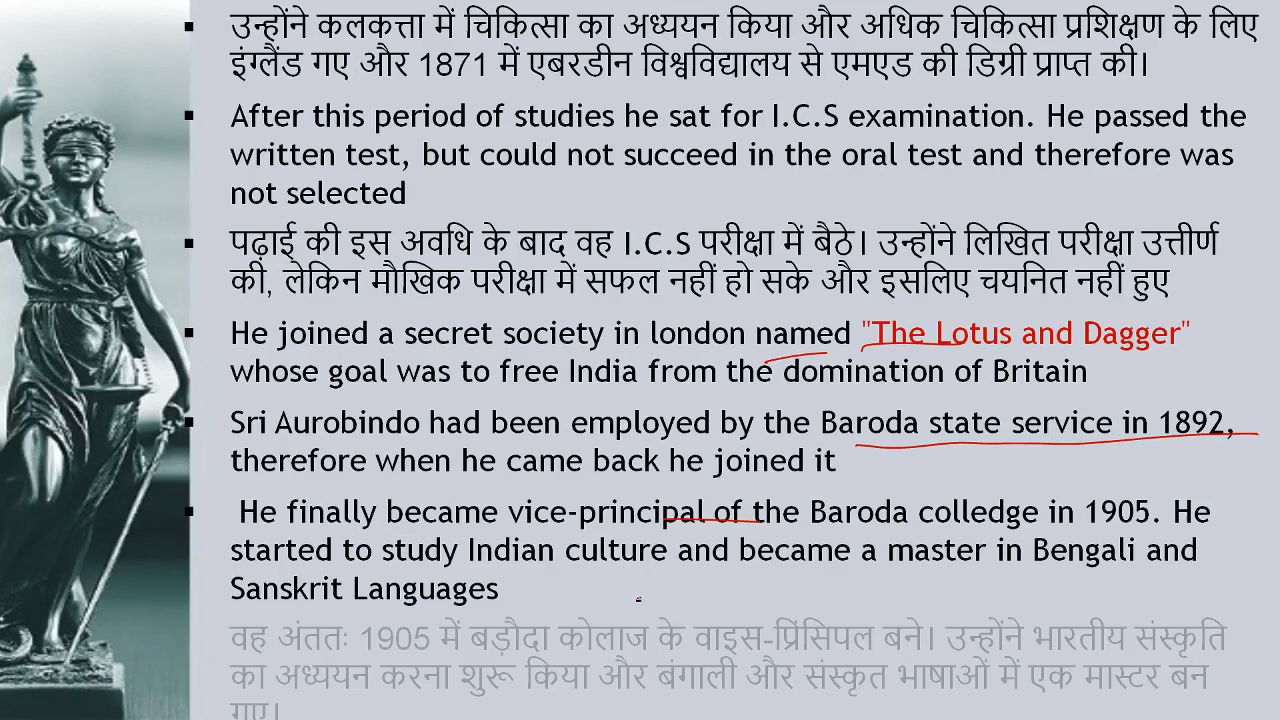 उन्होंने कलकत्ता में चिकित्सा का अध्ययन किया और अधिक चिकित्सा प्रशिक्षण के लिए
इंग्लैंड गए और 1871 में एबरडीन विश्वविद्यालय से एमएड की डिग्री प्राप्त की।
After this period of studies he sat for I.C.S examination. He passed the
written test, but could not succeed in the oral test and therefore was
not selected
पढ़ाई की इस अवधि के बाद वह I.C.S परीक्षा में बैठे। उन्होंने लिखित परीक्षा उत्तीर्ण
की, लेकिन मौखिक परीक्षा में सफल नहीं हो सके और इसलिए चयनित नहीं हुए
He joined a secret society in london named "The Lotus and Dagger"
whose goal was to free India from the domination of Britain
Sri Aurobindo had been employed by the Baroda state service in 1892,
therefore when he came back he joined it
He finally became vice-principal of the Baroda colledge in 1905. He
started to study Indian culture and became a master in Bengali and
Sanskrit Languages
वह अंततः 1905 में बड़ौदा कोलाज के वाइस-प्रिंसिपल बने। उन्होंने भारतीय संस्कृति
का अध्ययन करना शुरू किया और बंगाली और संस्कृत भाषाओं में एक मास्टर बन
गए।